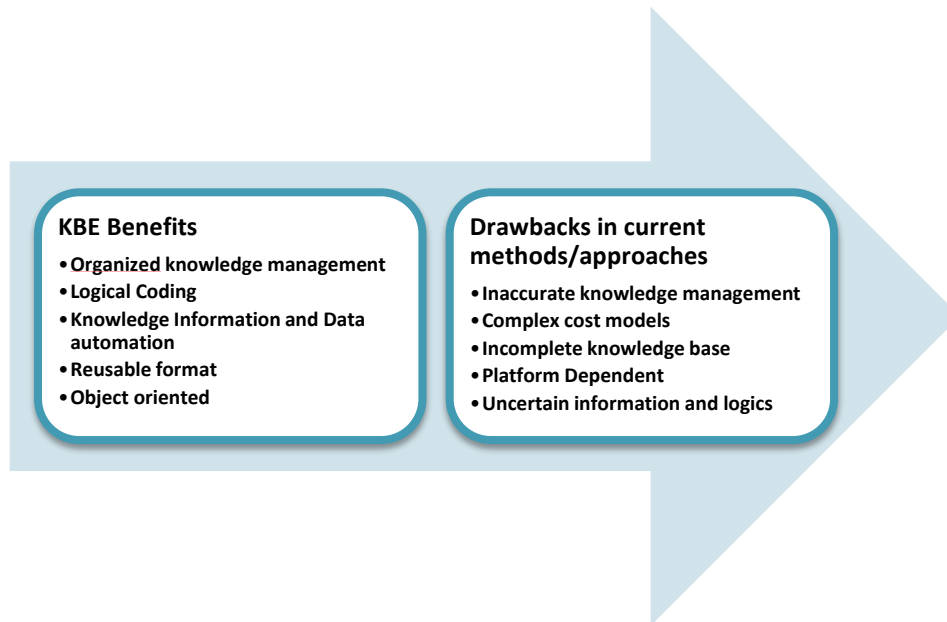 KBE Benefits
•Organized knowledge management
•Logical Coding
•Knowledge Information and Data
automation
•Reusable format
•Object oriented
Drawbacks in current
methods/approaches
•Inaccurate knowledge management
•Complex cost models
•Incomplete knowledge base
•Platform Dependent
•Uncertain information and logics